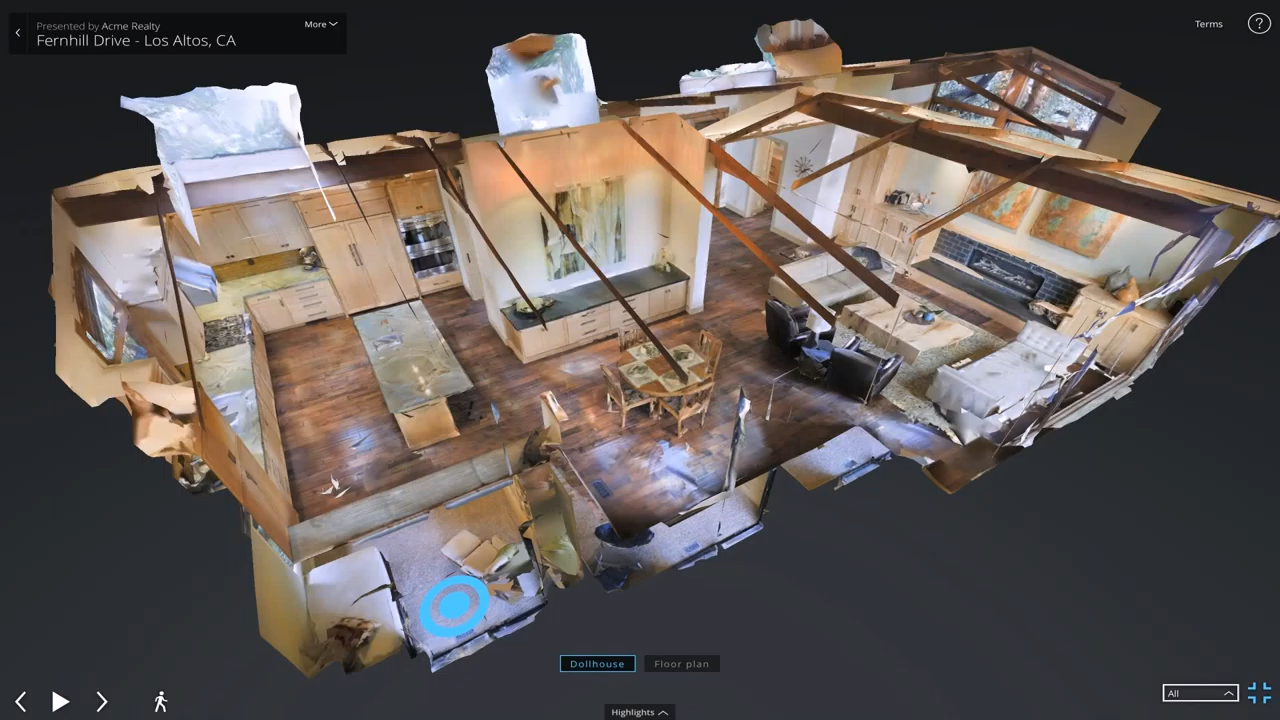 Presented by Acme Realty
Fernhill Drive - Los Altos, CA
More
Terms
?
Dollhouse
Floor plan
All
Highlights